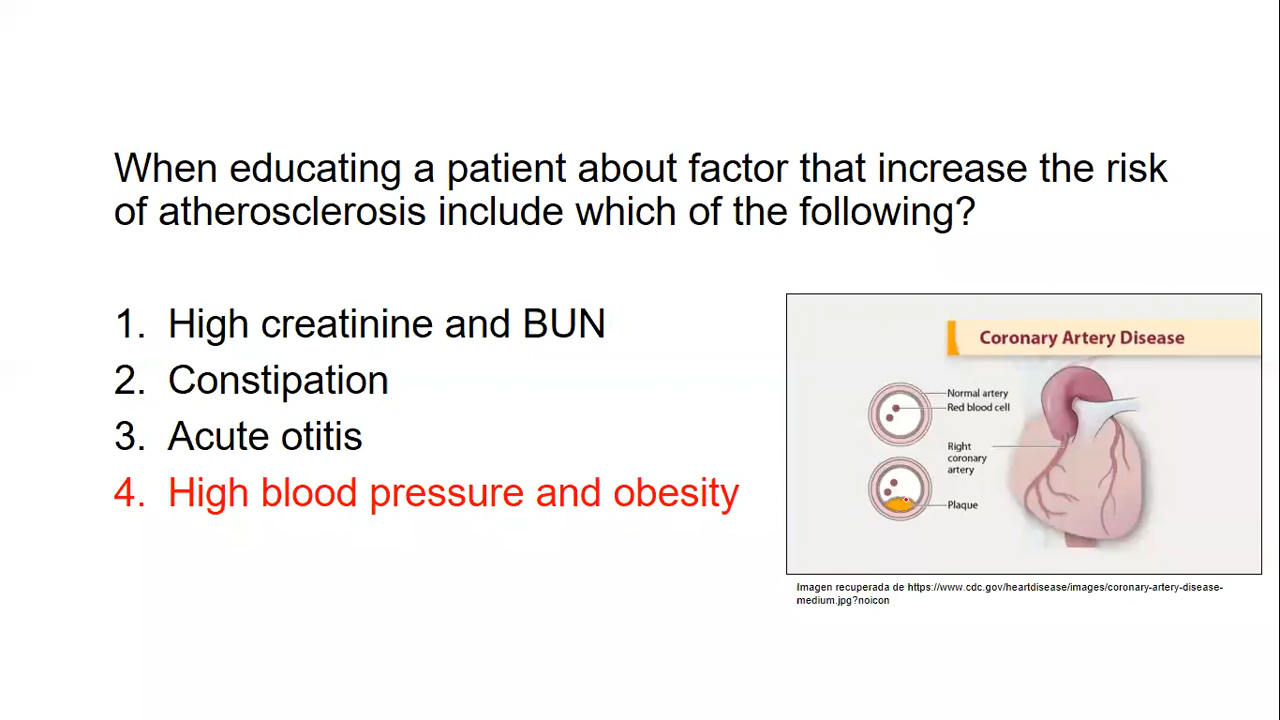 When educating a patient about factor that increase the risk
of atherosclerosis include which of the following?
1. High creatinine and BUN
2. Constipation
3. Acute otitis
4. High blood pressure and obesity
Coronary Artery Disease
Normal artery
Red blood cell
Right
coronary
artery
Plaque
Imagen recuperada de https://www.cdc.gov/heartdisease/images/coronary-artery-disease-
medium.jpg?noicon